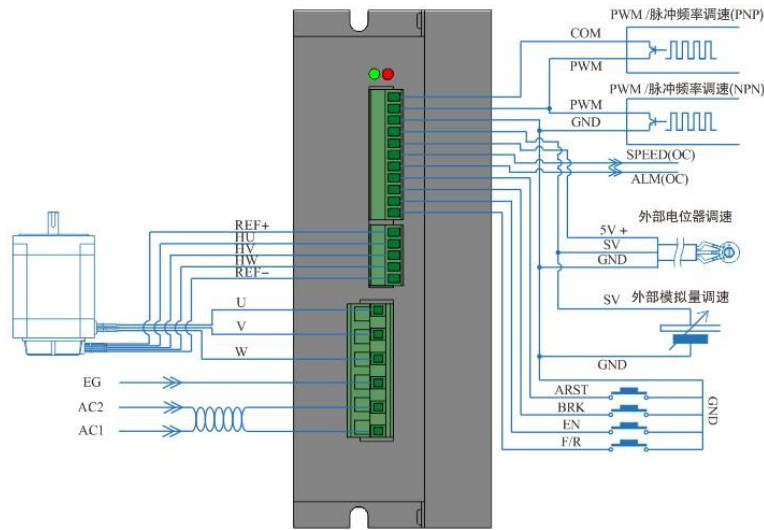 PWM /脉冲频率调速(PNP)
COM
PWM
PWM /脉冲频率调速(NPN)
PWM
GND
SPEED(OC)
ALM(OC)
外部电位器调速
5V +
SV
GND
外部模拟量调速
SV
GND
ARST
BRK
EN
F/R
GND
REF+
HU
HV
HW
REF−
U
V
W
EG
AC2
AC1